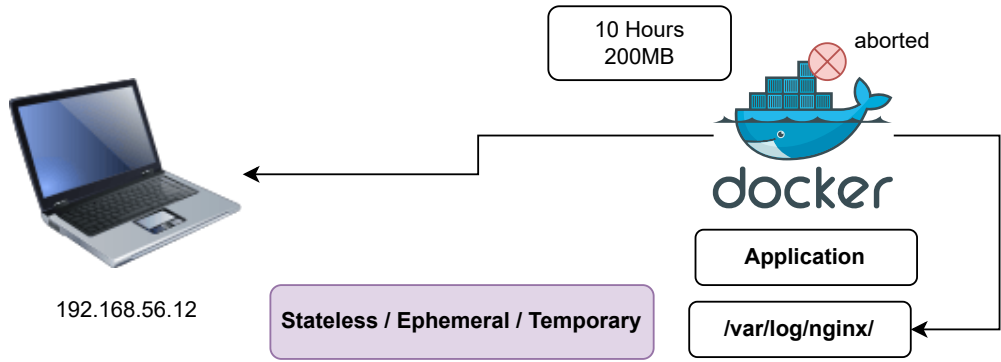 10 Hours
200MB
aborted
docker
Application
192.168.56.12
Stateless / Ephemeral / Temporary
/var/log/nginx/